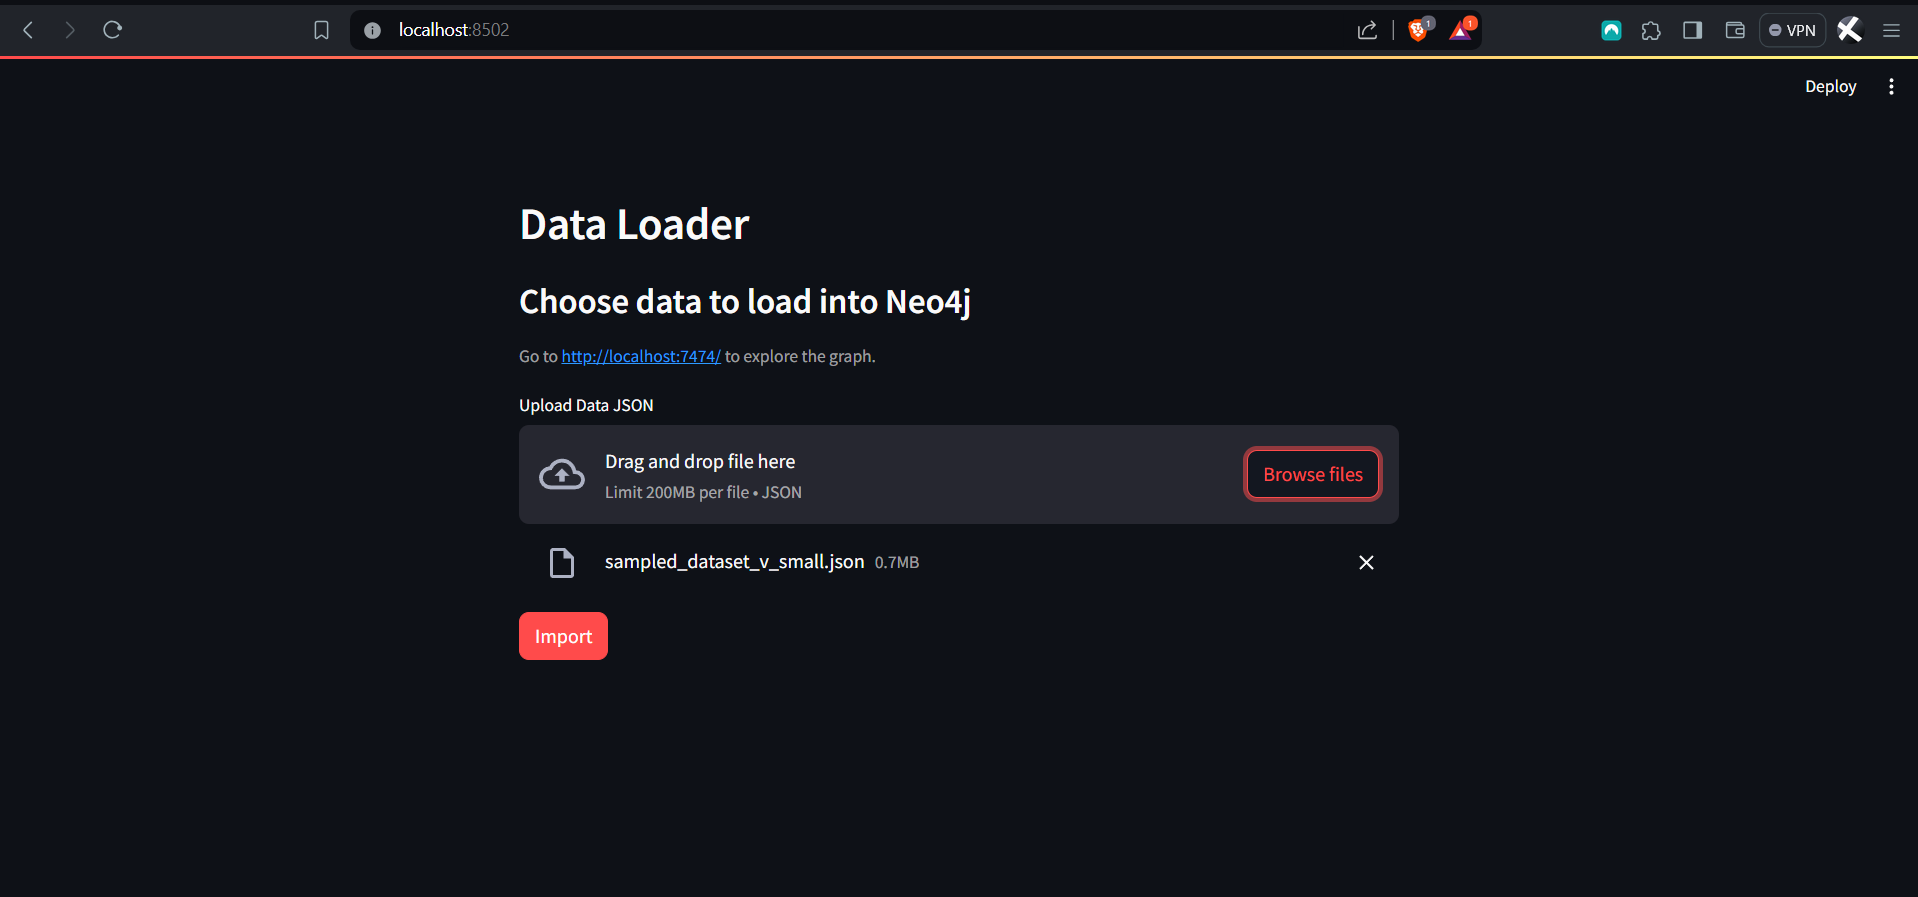 localhost:8502
1
1
VPN
Deploy
Data Loader
Choose data to load into Neo4j
Go to http://localhost:7474/ to explore the graph.
Upload Data JSON
Drag and drop file here
Limit 200MB per file • JSON
Browse files
sampled_dataset_v_small.json 0.7MB
Import